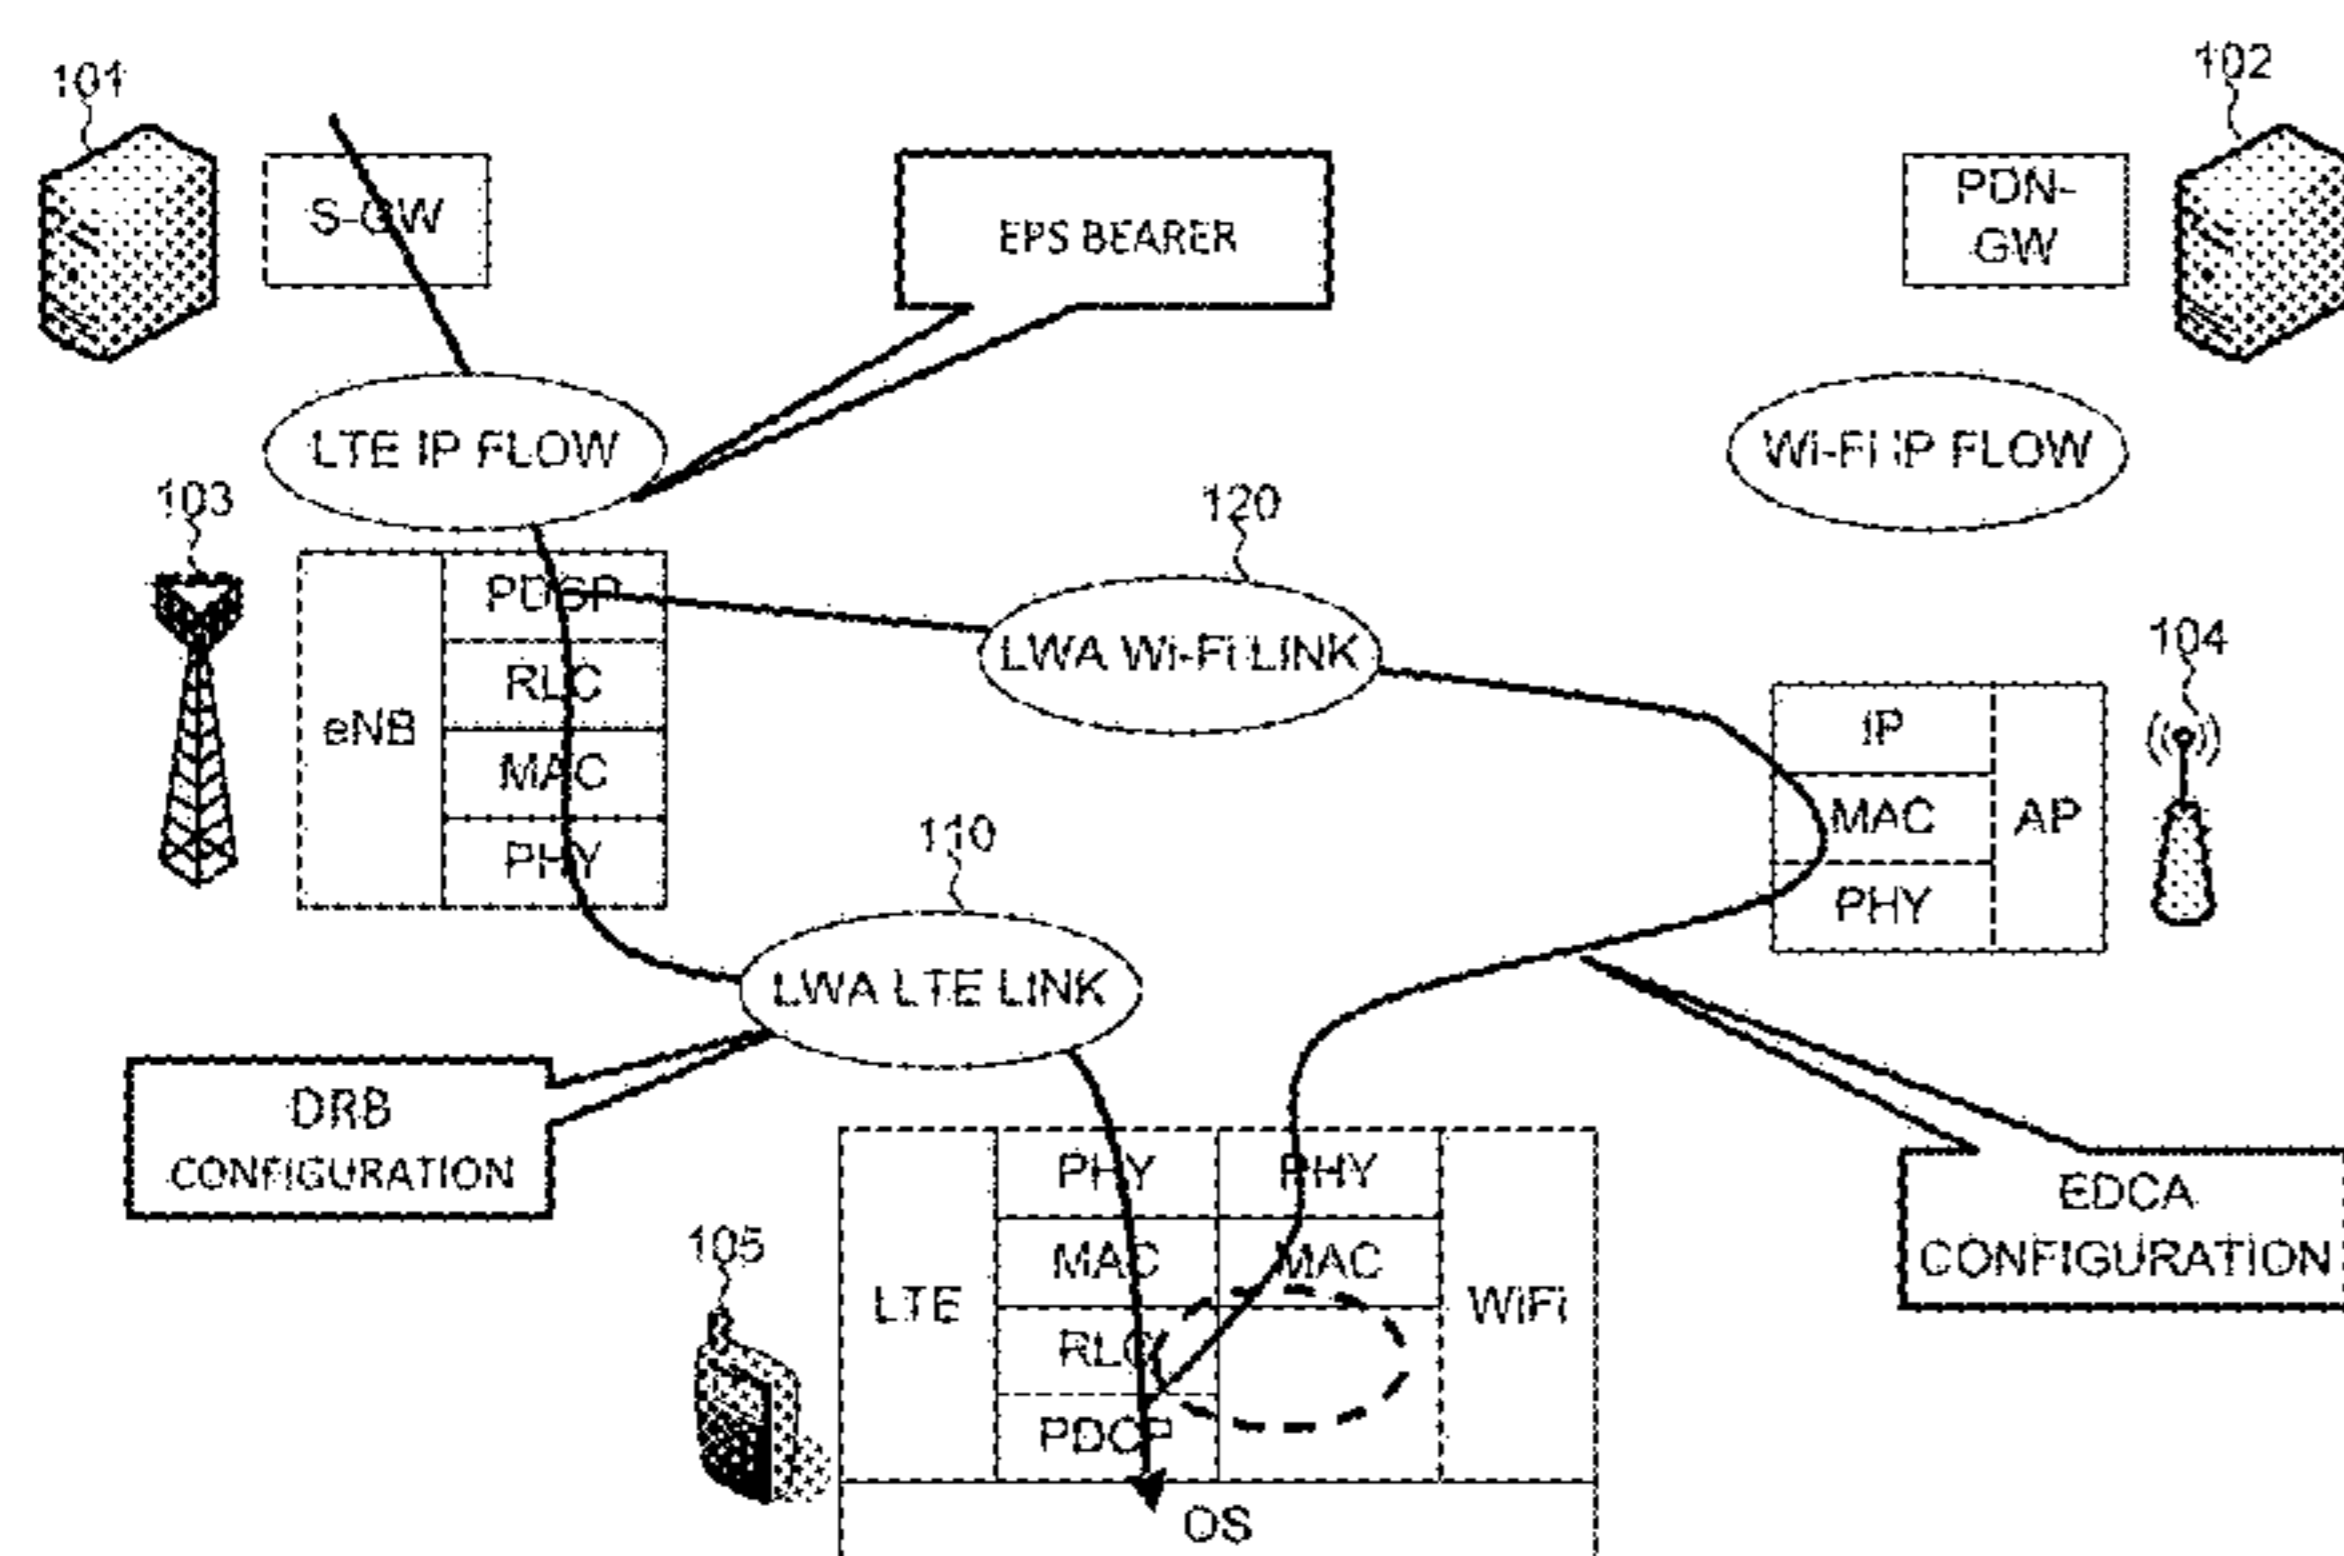 101
102
S-GW
EPS BEARER
PDN-
GW
LTE IP FLOW
Wi-Fi IP FLOW
103
120
PDCP
LWA Wi-Fi LINK
104
RLC
eNB
IP
MAC
MAC
AP
110
PHY
PHY
LWA LTE LINK
DRB
CONFIGURATION
PHY
PHY
EDCA
CONFIGURATION
105
MAC
MAC
LTE
WiFi
RLC
PDCP
OS